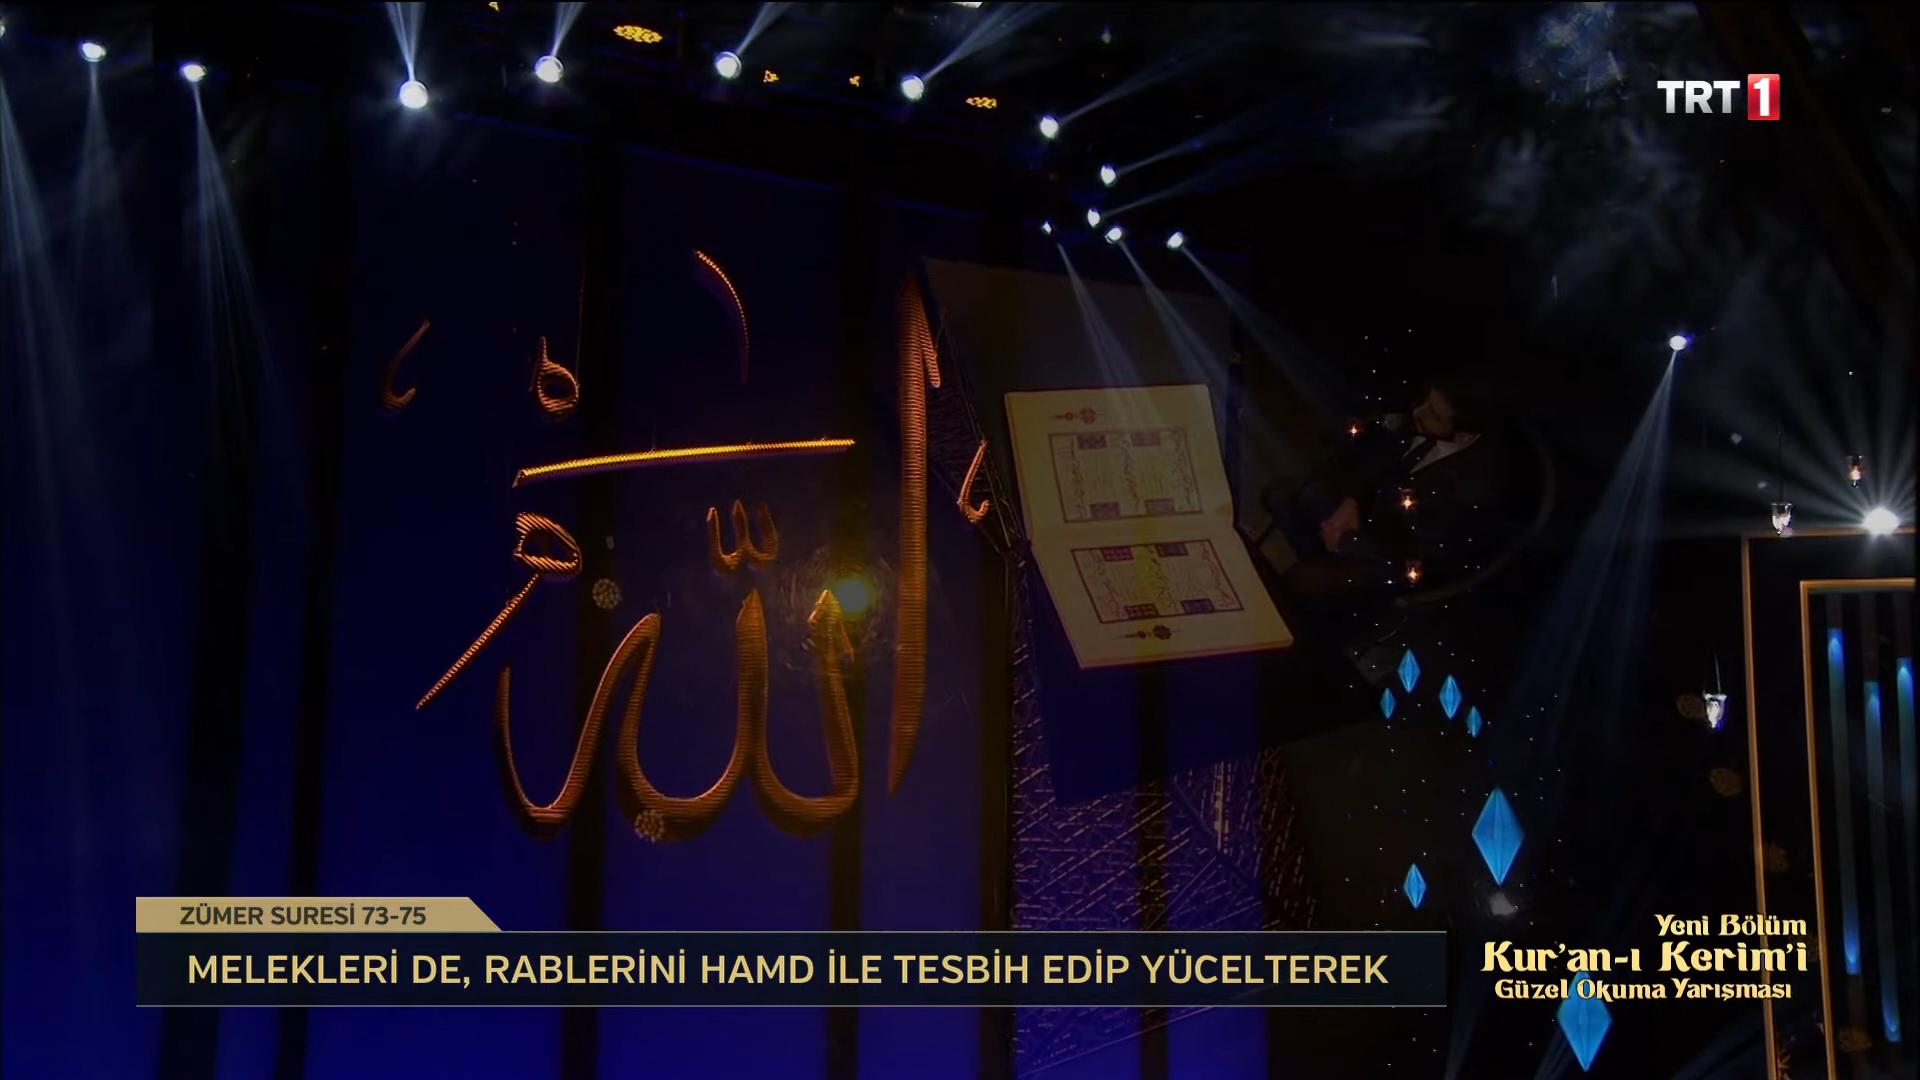 TRT 1
الله
ZÜMER SURESİ 73-75
MELEKLERİ DE, RABLERİNİ HAMD İLE TESBİH EDİP YÜCELTEREK
Yeni Bölüm
Kur'an-ı Kerim'i
Güzel Okuma Yarışması